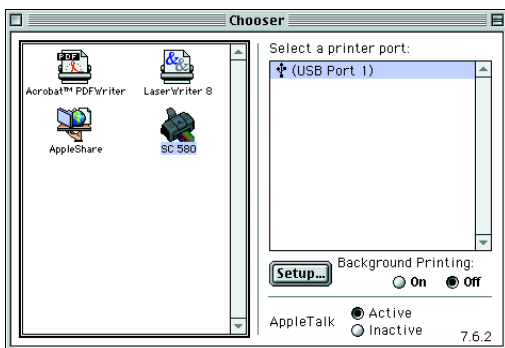 Chooser
PDF
Acrobat™ PDFWriter
LaserWriter 8
AppleShare
SC 580
Select a printer port:
(USB Port 1)
Setup...
Background Printing:
On Off
AppleTalk
Active
Inactive
7.6.2